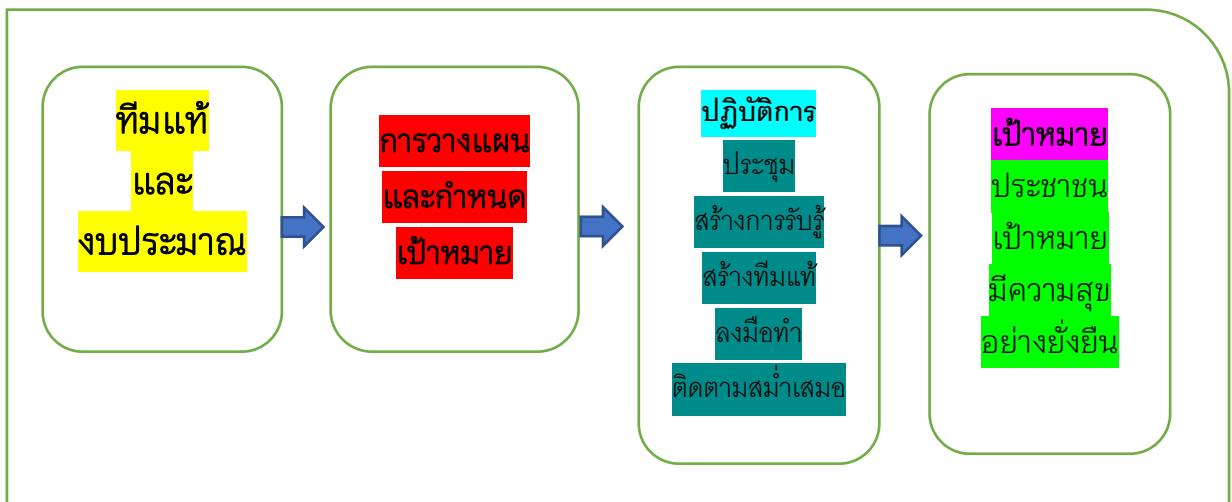 ทีมแท้
และ
งบประมาณ
การวางแผน
และกำหนด
เป้าหมาย
ปฏิบัติการ
ประชุม
สร้างการรับรู้
สร้างทีมแท้
ลงมือทำ
ติดตามสม่ำเสมอ
เป้าหมาย
ประชาชน
เป้าหมาย
มีความสุข
อย่างยั่งยืน